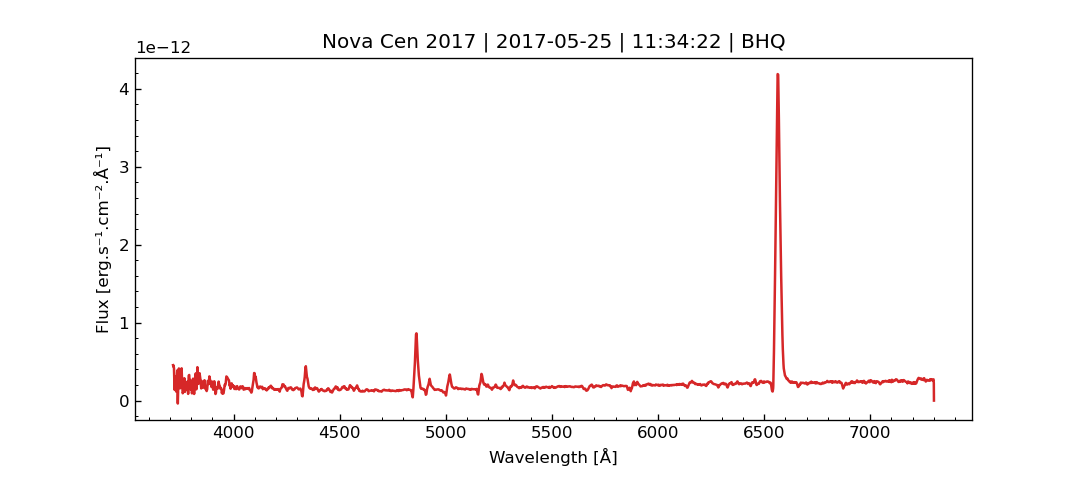 Nova Cen 2017 | 2017-05-25 | 11:34:22 | BHQ
1e−12
4
3
2
1
0
Flux [erg.s⁻¹.cm⁻².Å⁻¹]
4000 4500 5000 5500 6000 6500 7000
Wavelength [Å]